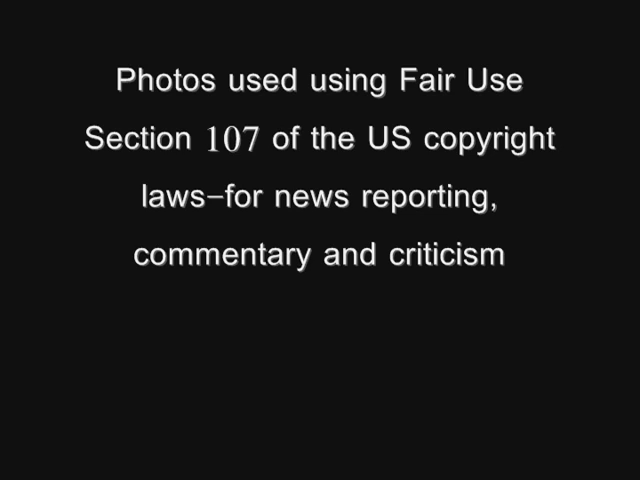 Photos used using Fair Use
Section 107 of the US copyright
laws-for news reporting,
commentary and criticism